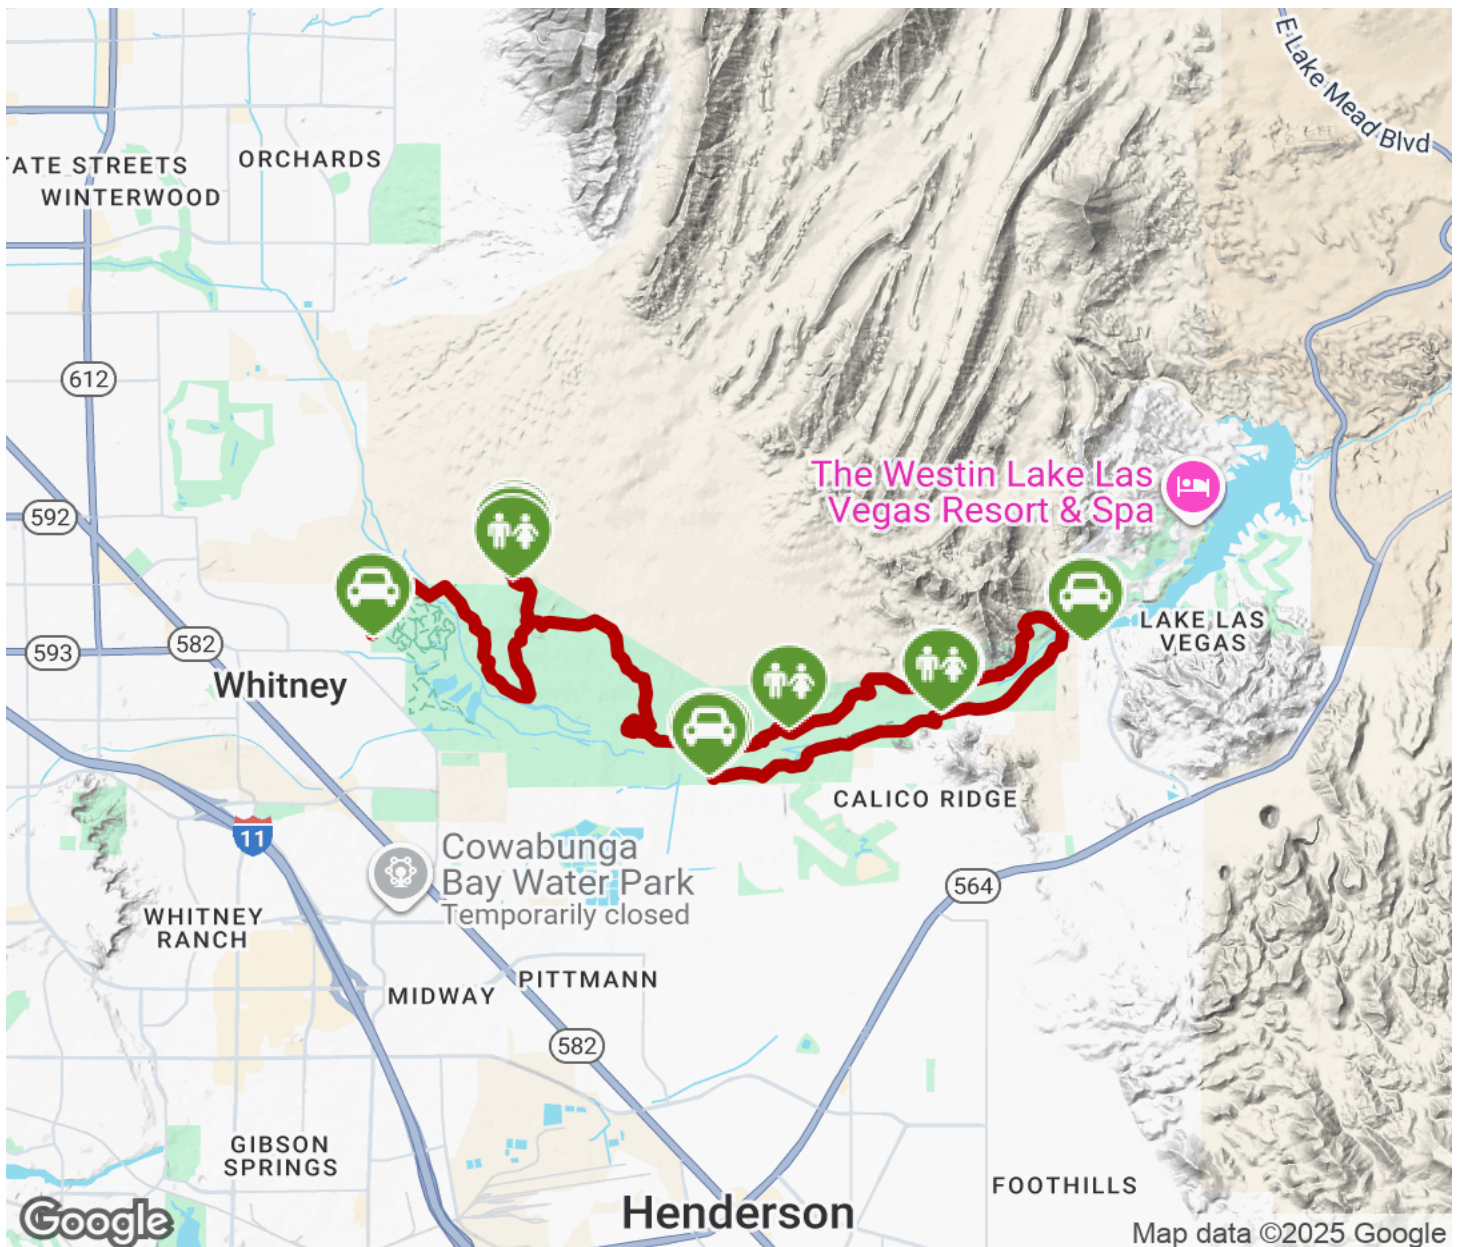 E Lake Mead Blvd
TATE STREETS
ORCHARDS
WINTERWOOD
612
The Westin Lake Las
Vegas Resort & Spa
592
LAKE LAS
VEGAS
593
582
Whitney
CALICO RIDGE
11
Cowabunga
Bay Water Park
Temporarily closed
564
WHITNEY
RANCH
PITTMANN
MIDWAY
582
GIBSON
SPRINGS
FOOTHILLS
Henderson
Google
Map data ©2025 Google